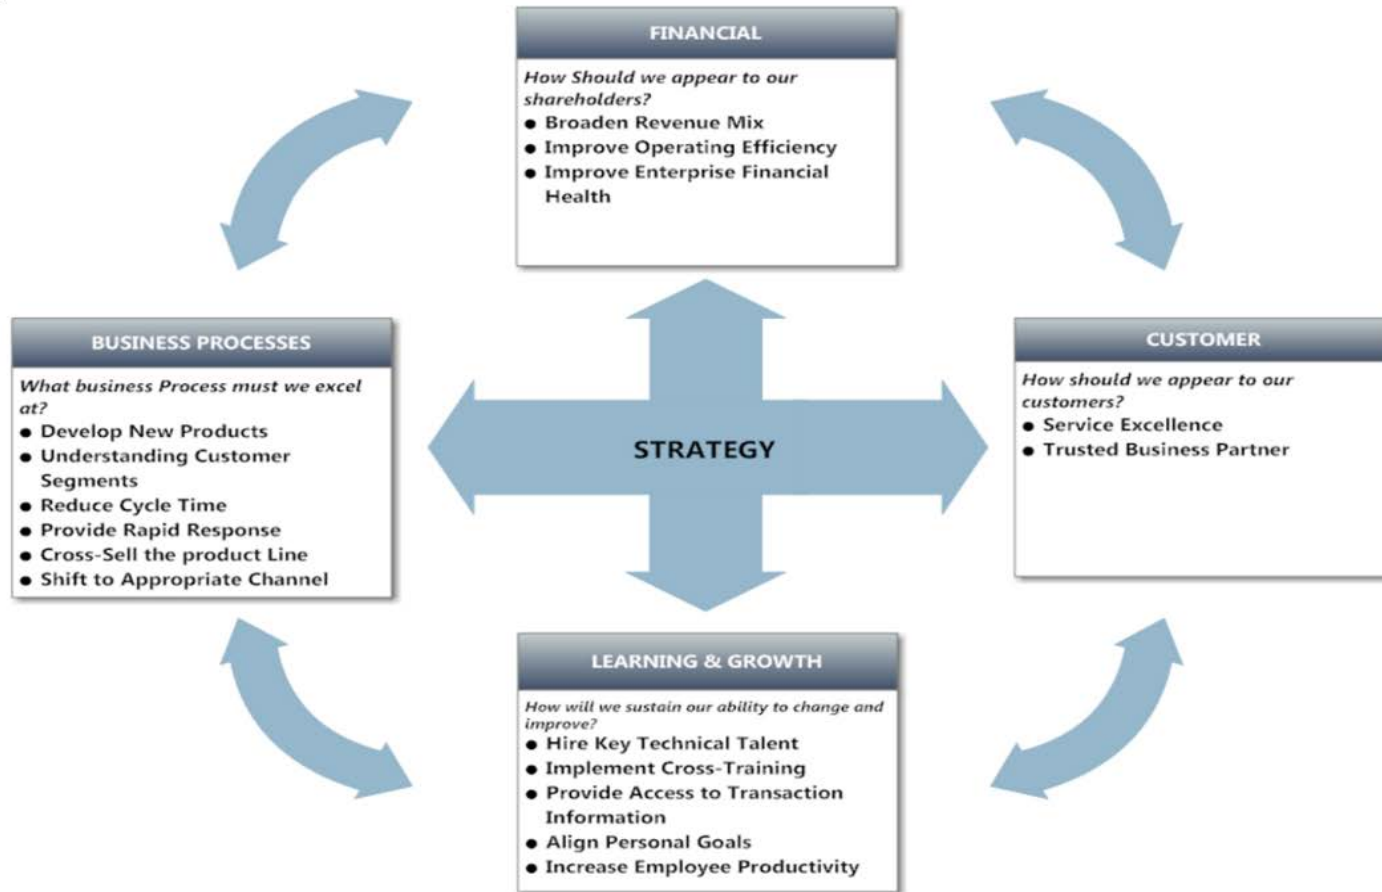 FINANCIAL
How Should we appear to our
shareholders?
● Broaden Revenue Mix
● Improve Operating Efficiency
● Improve Enterprise Financial
Health
BUSINESS PROCESSES
What business Process must we excel
at?
● Develop New Products
● Understanding Customer
Segments
● Reduce Cycle Time
● Provide Rapid Response
● Cross-Sell the product Line
● Shift to Appropriate Channel
STRATEGY
CUSTOMER
How should we appear to our
customers?
● Service Excellence
● Trusted Business Partner
LEARNING & GROWTH
How will we sustain our ability to change and
improve?
● Hire Key Technical Talent
● Implement Cross-Training
● Provide Access to Transaction
Information
● Align Personal Goals
● Increase Employee Productivity